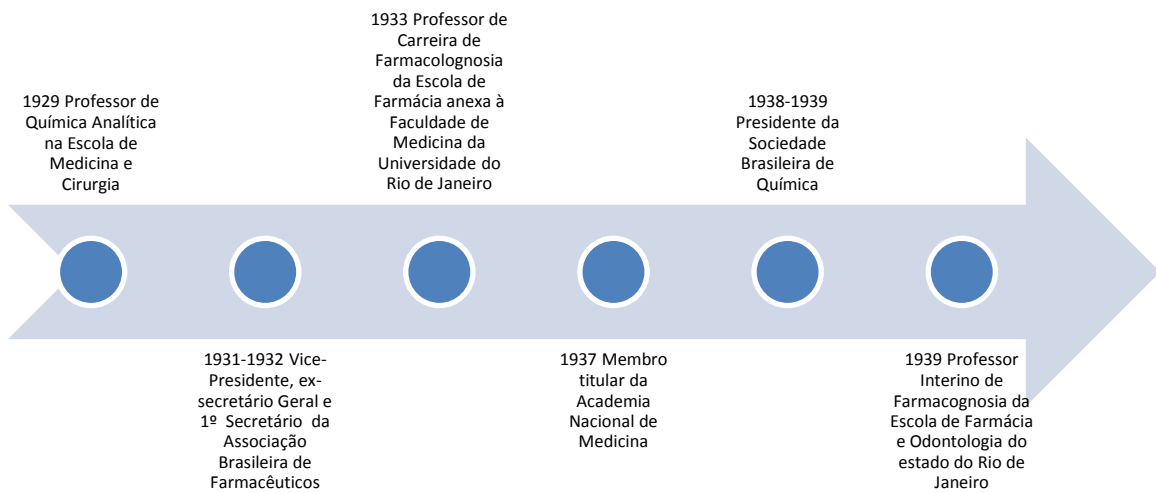 1929 Professor de
Química Analítica
na Escola de
Medicina e
Cirurgia
1931-1932 Vice-
Presidente, ex-
secretário Geral e
1º Secretário da
Associação
Brasileira de
Farmacêuticos
1933 Professor de
Carreira de
Farmacolognosia
da Escola de
Farmácia anexa à
Faculdade de
Medicina da
Universidade do
Rio de Janeiro
1937 Membro
titular da
Academia
Nacional de
Medicina
1938-1939
Presidente da
Sociedade
Brasileira de
Química
1939 Professor
Interino de
Farmacognosia da
Escola de Farmácia
e Odontologia do
estado do Rio de
Janeiro